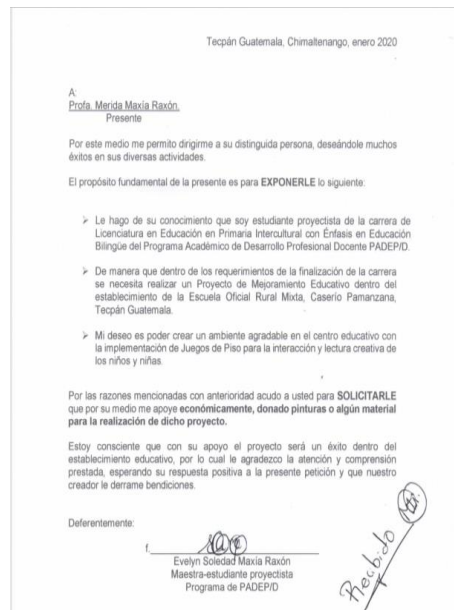 Tecpán Guatemala, Chimaltenango, enero 2020
A:
Profa. Merida Maxía Raxón.
Presente
Por este medio me permito dirigirme a su distinguida persona, deseándole muchos
éxitos en sus diversas actividades.
El propósito fundamental de la presente es para EXPONERLE lo siguiente:
➢ Le hago de su conocimiento que soy estudiante proyectista de la carrera de
Licenciatura en Educación en Primaria Intercultural con Énfasis en Educación
Bilingüe del Programa Académico de Desarrollo Profesional Docente PADEP/D.
➢ De manera que dentro de los requerimientos de la finalización de la carrera
se necesita realizar un Proyecto de Mejoramiento Educativo dentro del
establecimiento de la Escuela Oficial Rural Mixta, Caserío Pamanzana,
Tecpán Guatemala.
➢ Mi deseo es poder crear un ambiente agradable en el centro educativo con
la implementación de Juegos de Piso para la interacción y lectura creativa de
los niños y niñas.
Por las razones mencionadas con anterioridad acudo a usted para SOLICITARLE
que por su medio me apoye económicamente, donado pinturas o algún material
para la realización de dicho proyecto.
Estoy consciente que con su apoyo el proyecto será un éxito dentro del
establecimiento educativo, por lo cual le agradezco la atención y comprensión
prestada, esperando su respuesta positiva a la presente petición y que nuestro
creador le derrame bendiciones.
Deferentemente:
f.
Evelyn Soledad Maxía Raxón
Maestra-estudiante proyectista
Programa de PADEP/D
Recibido